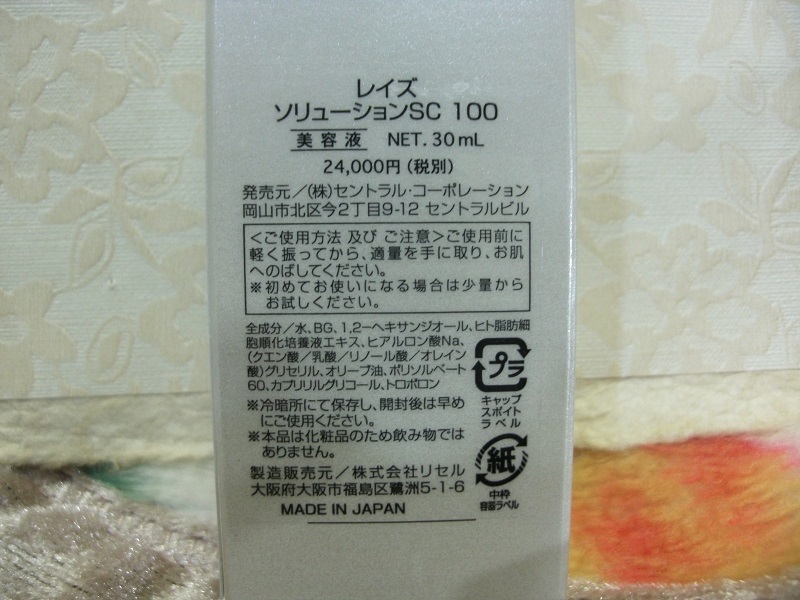 レイズ
ソリューションSC 100
美容液 NET. 30mL
24,000円(税別)
発売元/(株)セントラル・コーポレーション
岡山市北区今2丁目9-12 セントラルビル
<ご使用方法 及び ご注意>ご使用前に
軽く振ってから、適量を手に取り、お肌
へのばしてください。
※初めてお使いになる場合は少量から
お試しください。
全成分/水、BG、1,2-ヘキサンジオール、ヒト脂肪細
胞順化培養液エキス、ヒアルロン酸Na、
(クエン酸/乳酸/リノール酸/オレイン
酸)グリセリル、オリーブ油、ポリソルベート
60、カプリリルグリコール、トロポロン
※冷暗所にて保存し、開封後は早め
にご使用ください。
※本品は化粧品のため飲み物では
ありません。
製造販売元/株式会社リセル
大阪府大阪市福島区鷺洲5-1-6
MADE IN JAPAN
プラ
キャップ
スポイト
ラベル
紙
中枠
容器ラベル